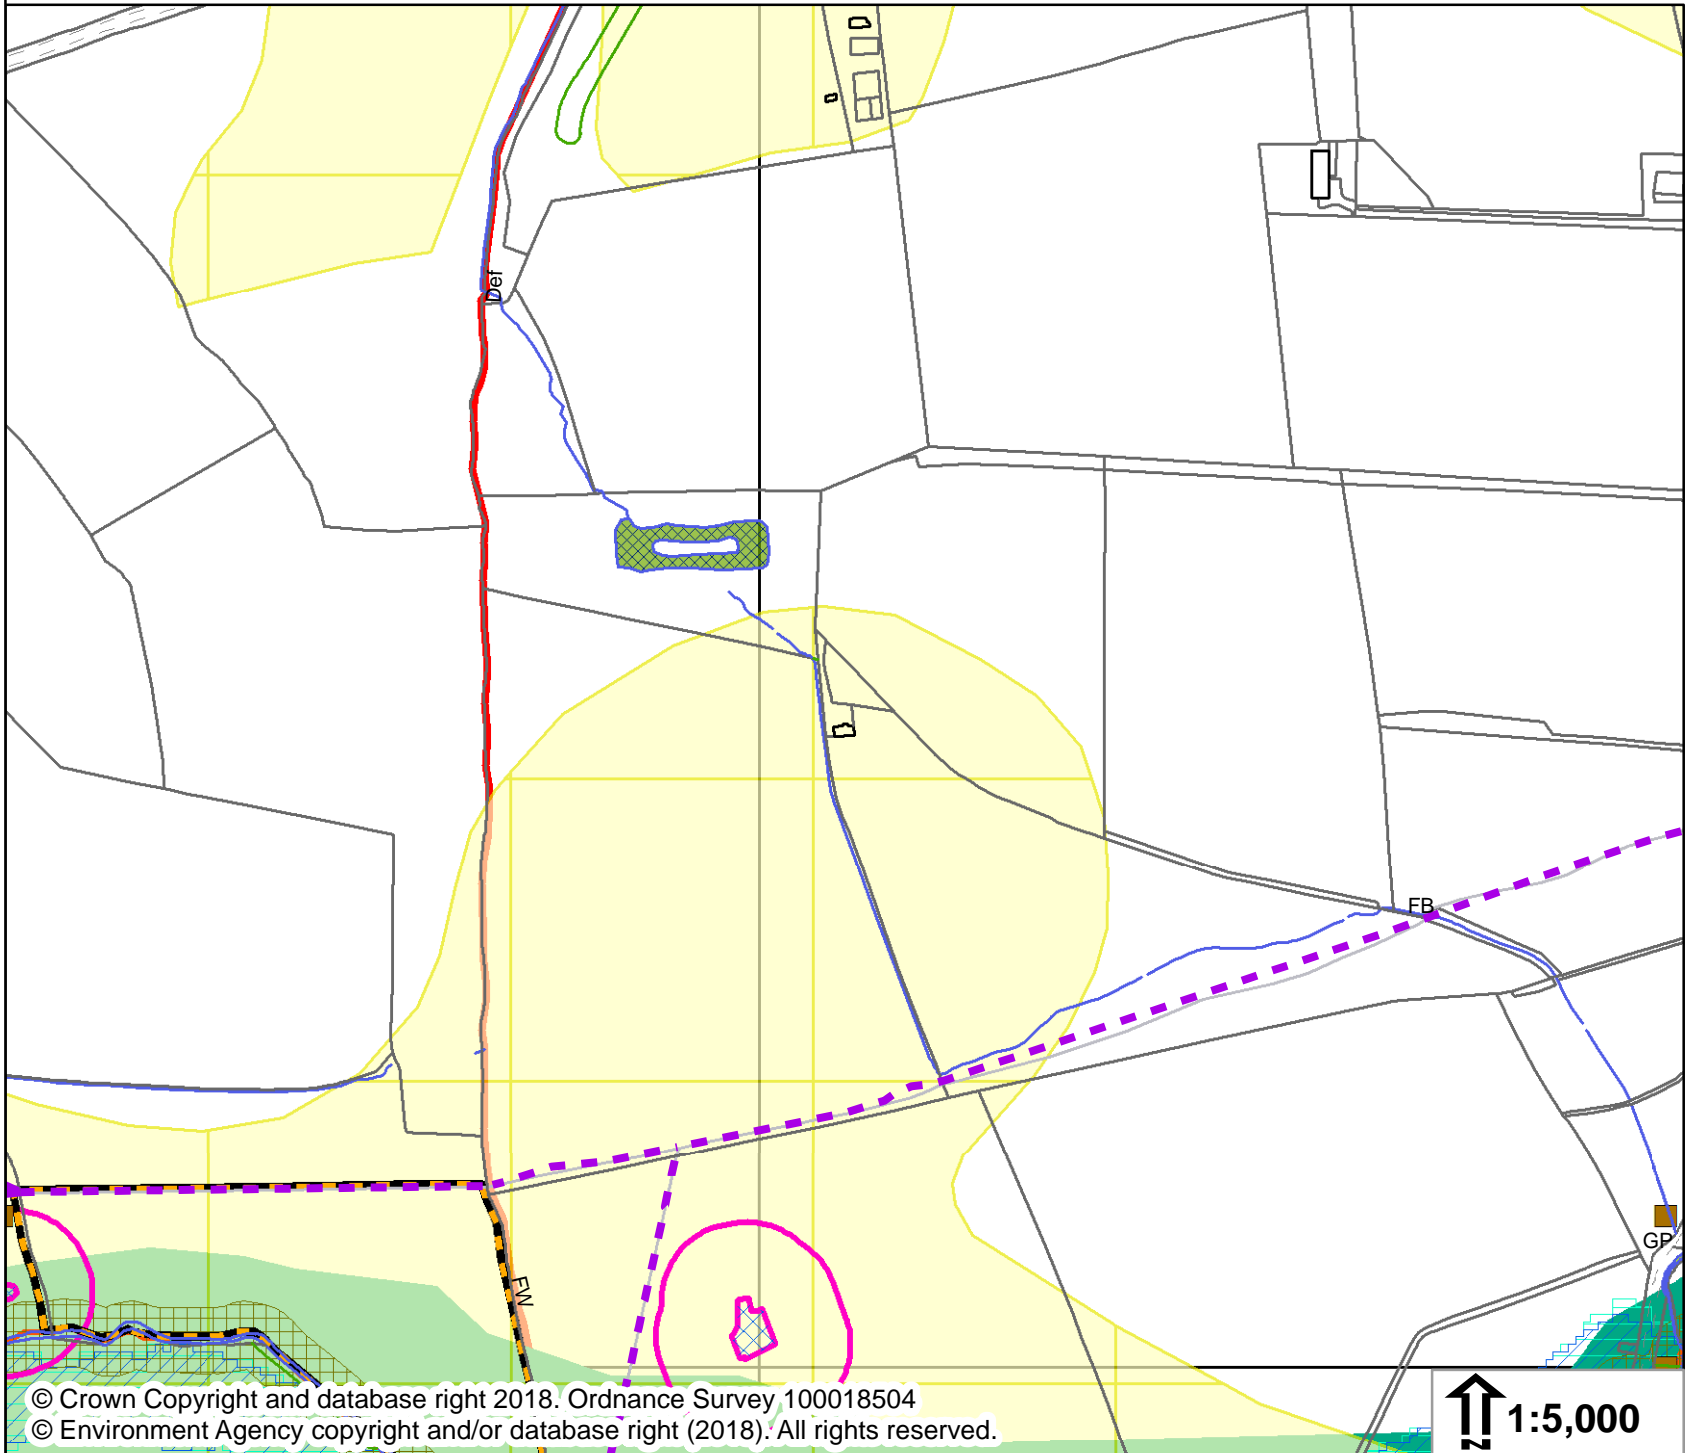 Def
FB
GP
FW
© Crown Copyright and database right 2018. Ordnance Survey 100018504
© Environment Agency copyright and/or database right (2018). All rights reserved.
N
1:5,000